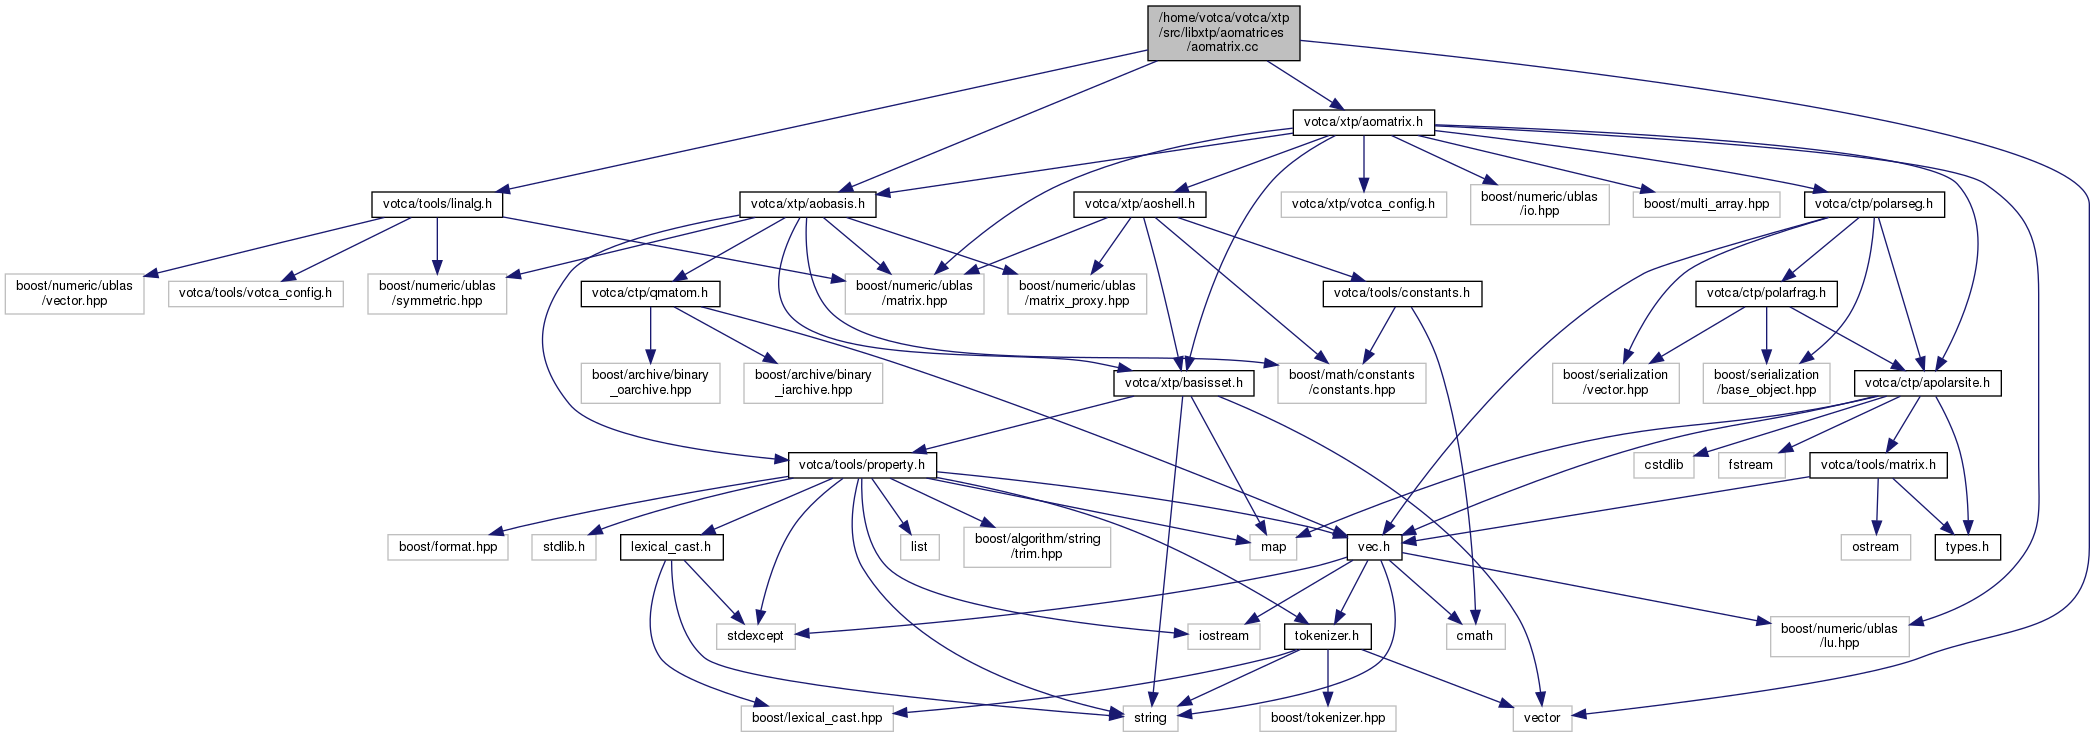 /home/votca/votca/xtp
/src/libxtp/aomatrices
/aomatrix.cc
votca/xtp/aomatrix.h
votca/tools/linalg.h
votca/xtp/aobasis.h
votca/xtp/aoshell.h
votca/xtp/votca_config.h
boost/numeric/ublas
/io.hpp
boost/multi_array.hpp
votca/ctp/polarseg.h
boost/numeric/ublas
/vector.hpp
votca/tools/votca_config.h
boost/numeric/ublas
/symmetric.hpp
votca/ctp/qmatom.h
boost/numeric/ublas
/matrix.hpp
boost/numeric/ublas
/matrix_proxy.hpp
votca/tools/constants.h
votca/ctp/polarfrag.h
boost/archive/binary
_oarchive.hpp
boost/archive/binary
_iarchive.hpp
votca/xtp/basisset.h
boost/math/constants
/constants.hpp
boost/serialization
/vector.hpp
boost/serialization
/base_object.hpp
votca/ctp/apolarsite.h
votca/tools/property.h
cstdlib
fstream
votca/tools/matrix.h
boost/format.hpp
stdlib.h
lexical_cast.h
list
boost/algorithm/string
/trim.hpp
map
vec.h
ostream
types.h
stdexcept
iostream
tokenizer.h
cmath
boost/numeric/ublas
/lu.hpp
boost/lexical_cast.hpp
string
boost/tokenizer.hpp
vector